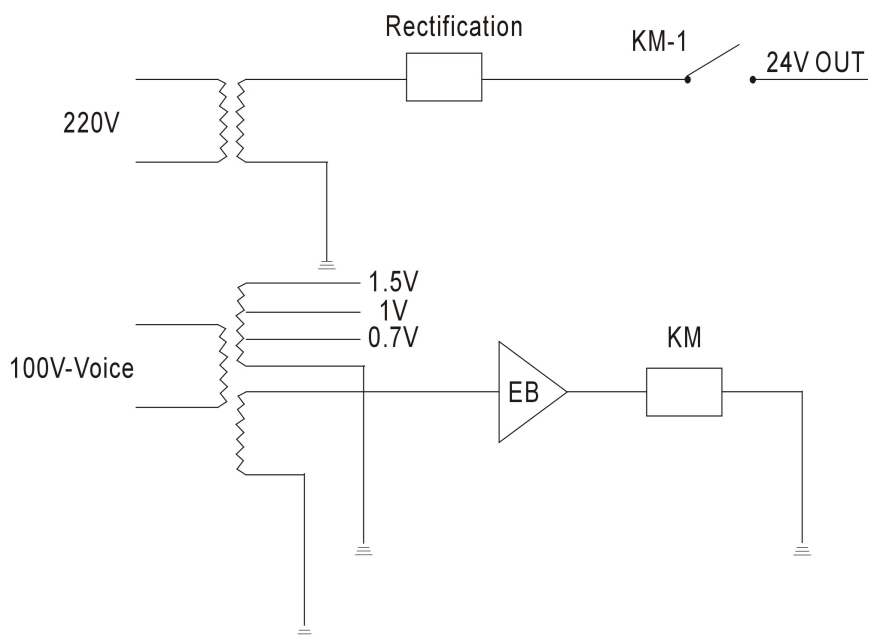 Rectification
KM-1
24V OUT
220V
1.5V
1V
0.7V
100V-Voice
EB
KM